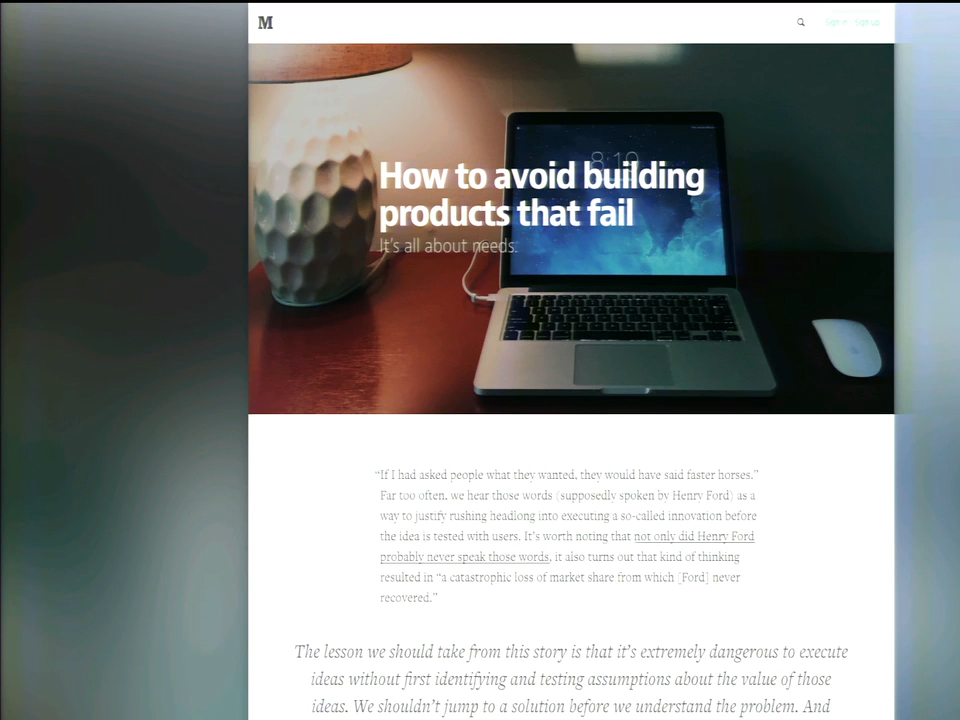 M
Sign in Sign up
8:19
How to avoid building
products that fail
It's all about needs.
“If I had asked people what they wanted, they would have said faster horses.”
Far too often, we hear those words (supposedly spoken by Henry Ford) as a
way to justify rushing headlong into executing a so-called innovation before
the idea is tested with users. It's worth noting that not only did Henry Ford
probably never speak those words, it also turns out that kind of thinking
resulted in “a catastrophic loss of market share from which [Ford] never
recovered.”
The lesson we should take from this story is that it's extremely dangerous to execute
ideas without first identifying and testing assumptions about the value of those
ideas. We shouldn't jump to a solution before we understand the problem. And